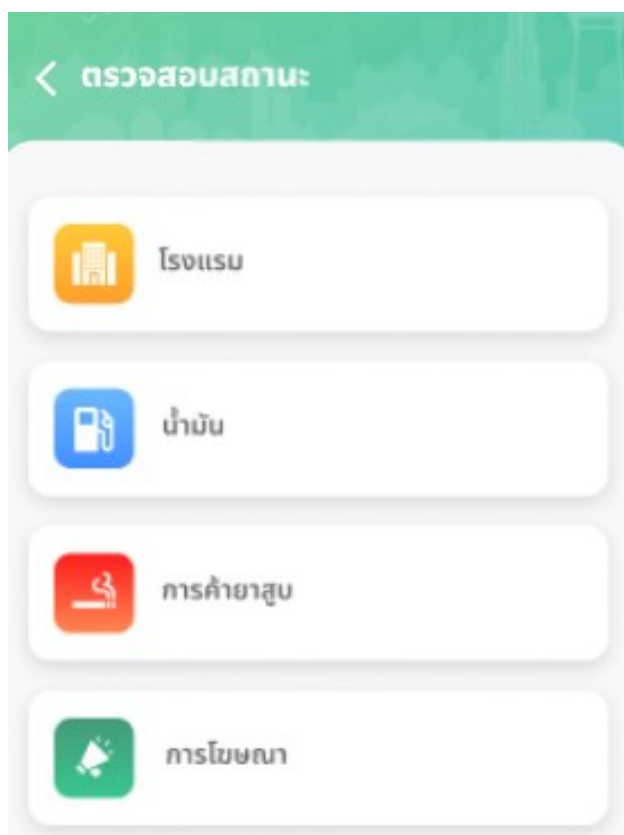 ตรวจสอบสถานะ
โรงแรม
น้ำมัน
การค้ายาสูบ
การโฆษณา